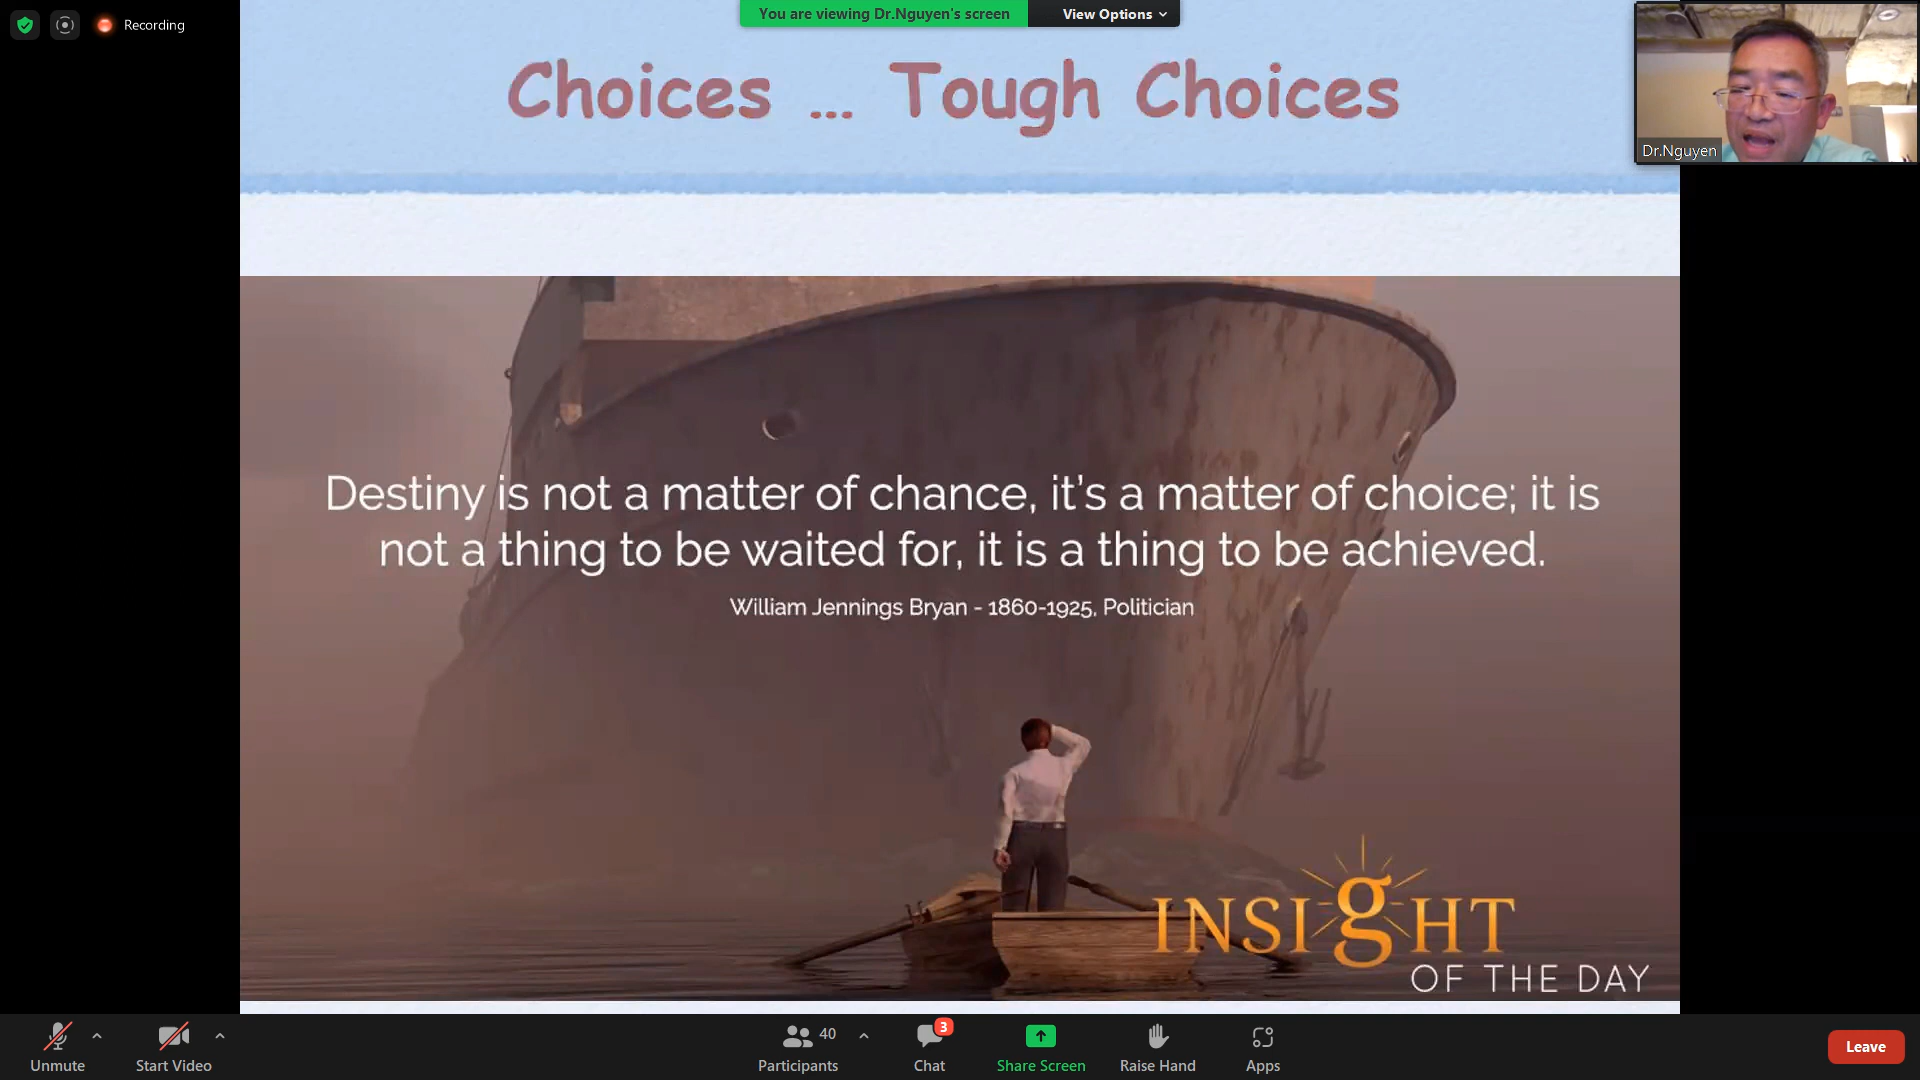 Recording
You are viewing Dr.Nguyen's screen
View Options
Choices ... Tough Choices
Dr.Nguyen
Destiny is not a matter of chance, it's a matter of choice; it is
not a thing to be waited for, it is a thing to be achieved.
William Jennings Bryan - 1860-1925, Politician
INSIGHT
OF THE DAY
Unmute
Start Video
40
Participants
3
Chat
Share Screen
Raise Hand
Apps
Leave